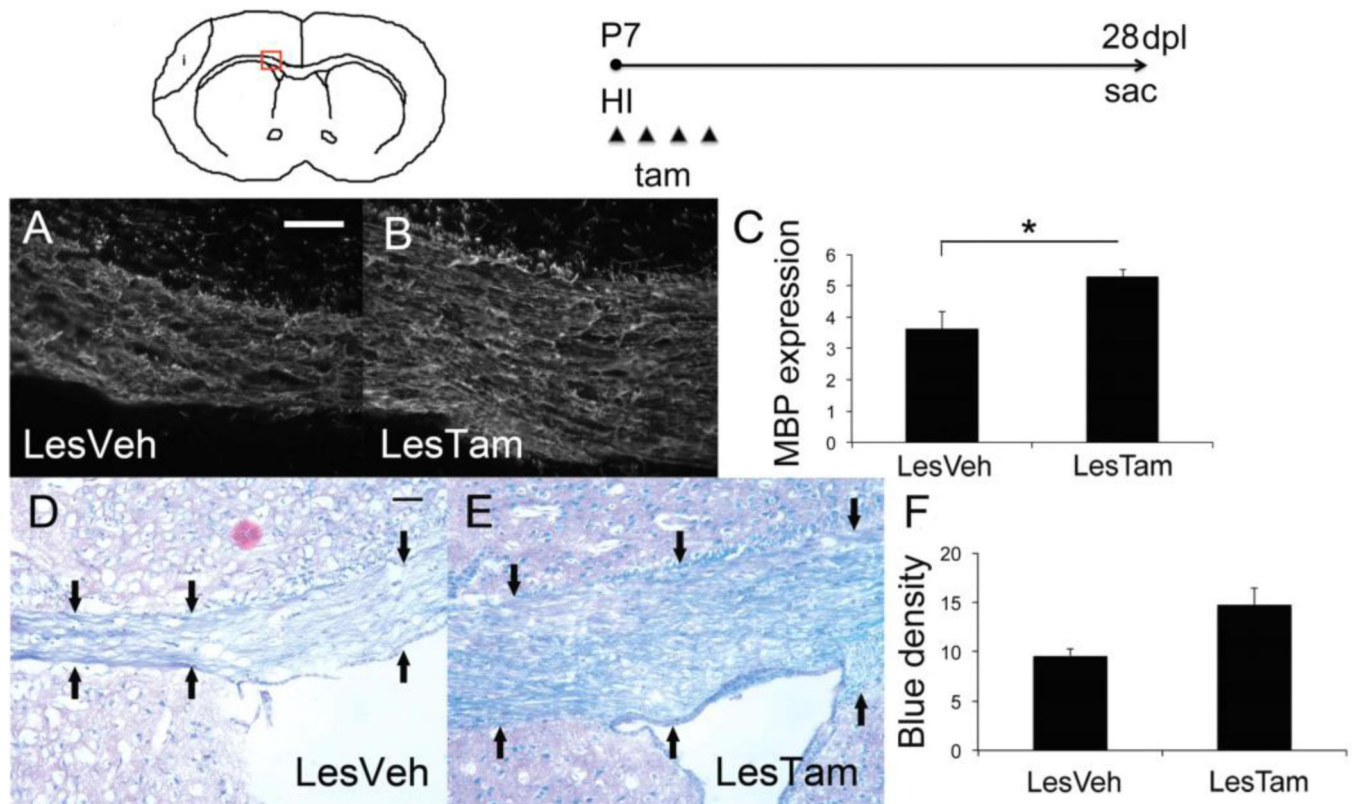 i
P7
28dpl
HI
sac
tam
A
B
LesVeh
LesTam
C
*
MBP expression
6
5
4
3
2
1
0
LesVeh
LesTam
D
E
LesVeh
LesTam
F
Blue density
20
15
10
5
0
LesVeh
LesTam